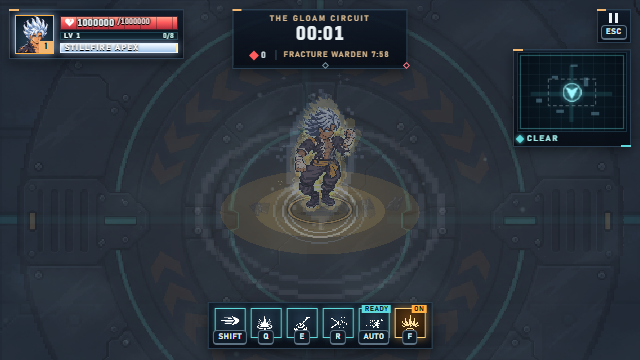 1000000/1000000
LV 1 0/8
1 STILLFIRE APEX
THE GLOAM CIRCUIT
00:01
0 FRACTURE WARDEN 7:58
ESC
CLEAR
READY ON
SHIFT Q E R AUTO F